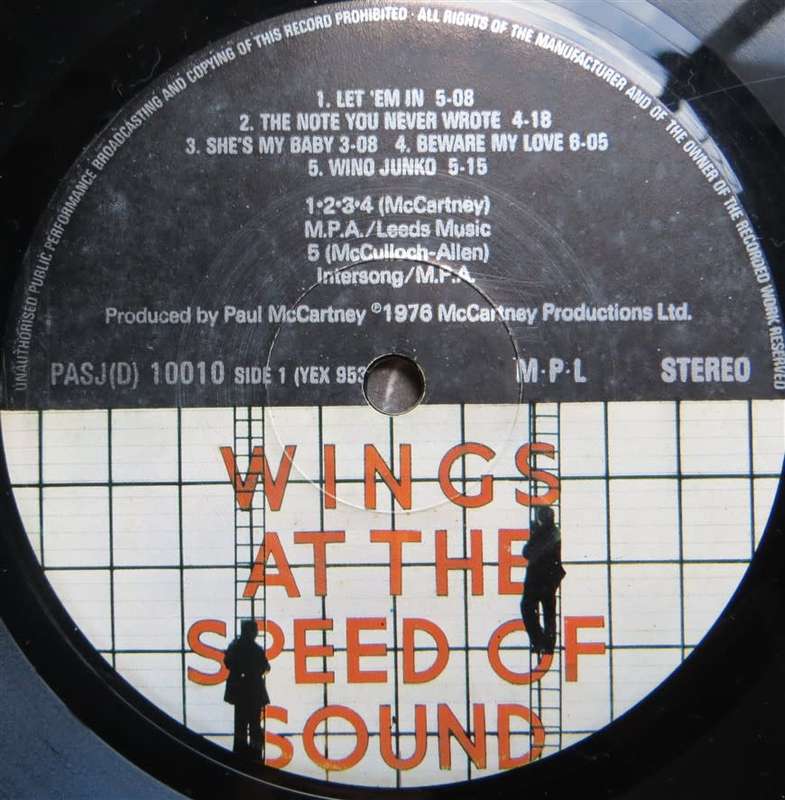 UNAUTHORISED PUBLIC PERFORMANCE BROADCASTING AND COPYING OF THIS RECORD PROHIBITED · ALL RIGHTS OF THE MANUFACTURER AND OF THE OWNER OF THE RECORDED WORK RESERVED
1. LET 'EM IN 5-08
2. THE NOTE YOU NEVER WROTE 4-18
3. SHE'S MY BABY 3-08 4. BEWARE MY LOVE 6-05
5. WINO JUNKO 5-15
1·2·3·4 (McCartney)
M.P.A./Leeds Music
5 (McCulloch-Allen)
Intersong/M.P.A.
Produced by Paul McCartney ℗1976 McCartney Productions Ltd.
PASJ(D) 10010 SIDE 1 (YEX 953 M·P·L STEREO
WINGS
AT THE
SPEED OF
SOUND